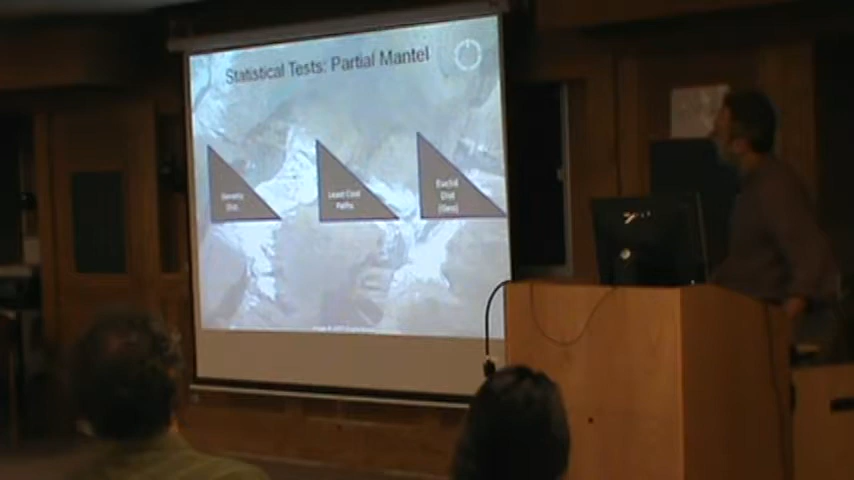 Statistical Tests: Partial Mantel
Genetic
Dist.
Least Cost
Paths
Euclid
Dist
(Geo)